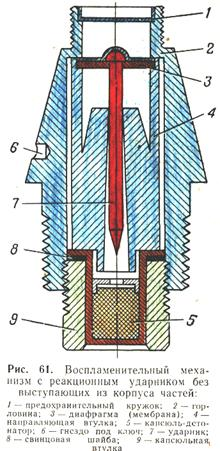 1
2
3
4
6
7
8
5
9
Рис. 61. Воспламенительный меха-
низм с реакционным ударником без
выступающих из корпуса частей:
1 — предохранительный кружок; 2 — гор-
ловина; 3 — диафрагма (мембрана); 4 —
направляющая втулка; 5 — капсюль-дето-
натор; 6 — гнездо под ключ; 7 — ударник;
8 — свинцовая шайба; 9 — капсюльная
втулка